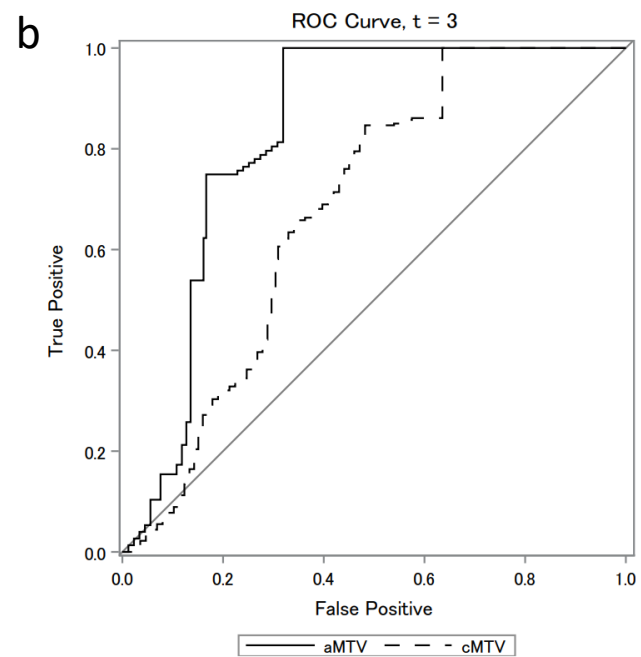 b
ROC Curve, t = 3
True Positive
1.0
0.8
0.6
0.4
0.2
0.0
0.0 0.2 0.4 0.6 0.8 1.0
False Positive
aMTV cMTV